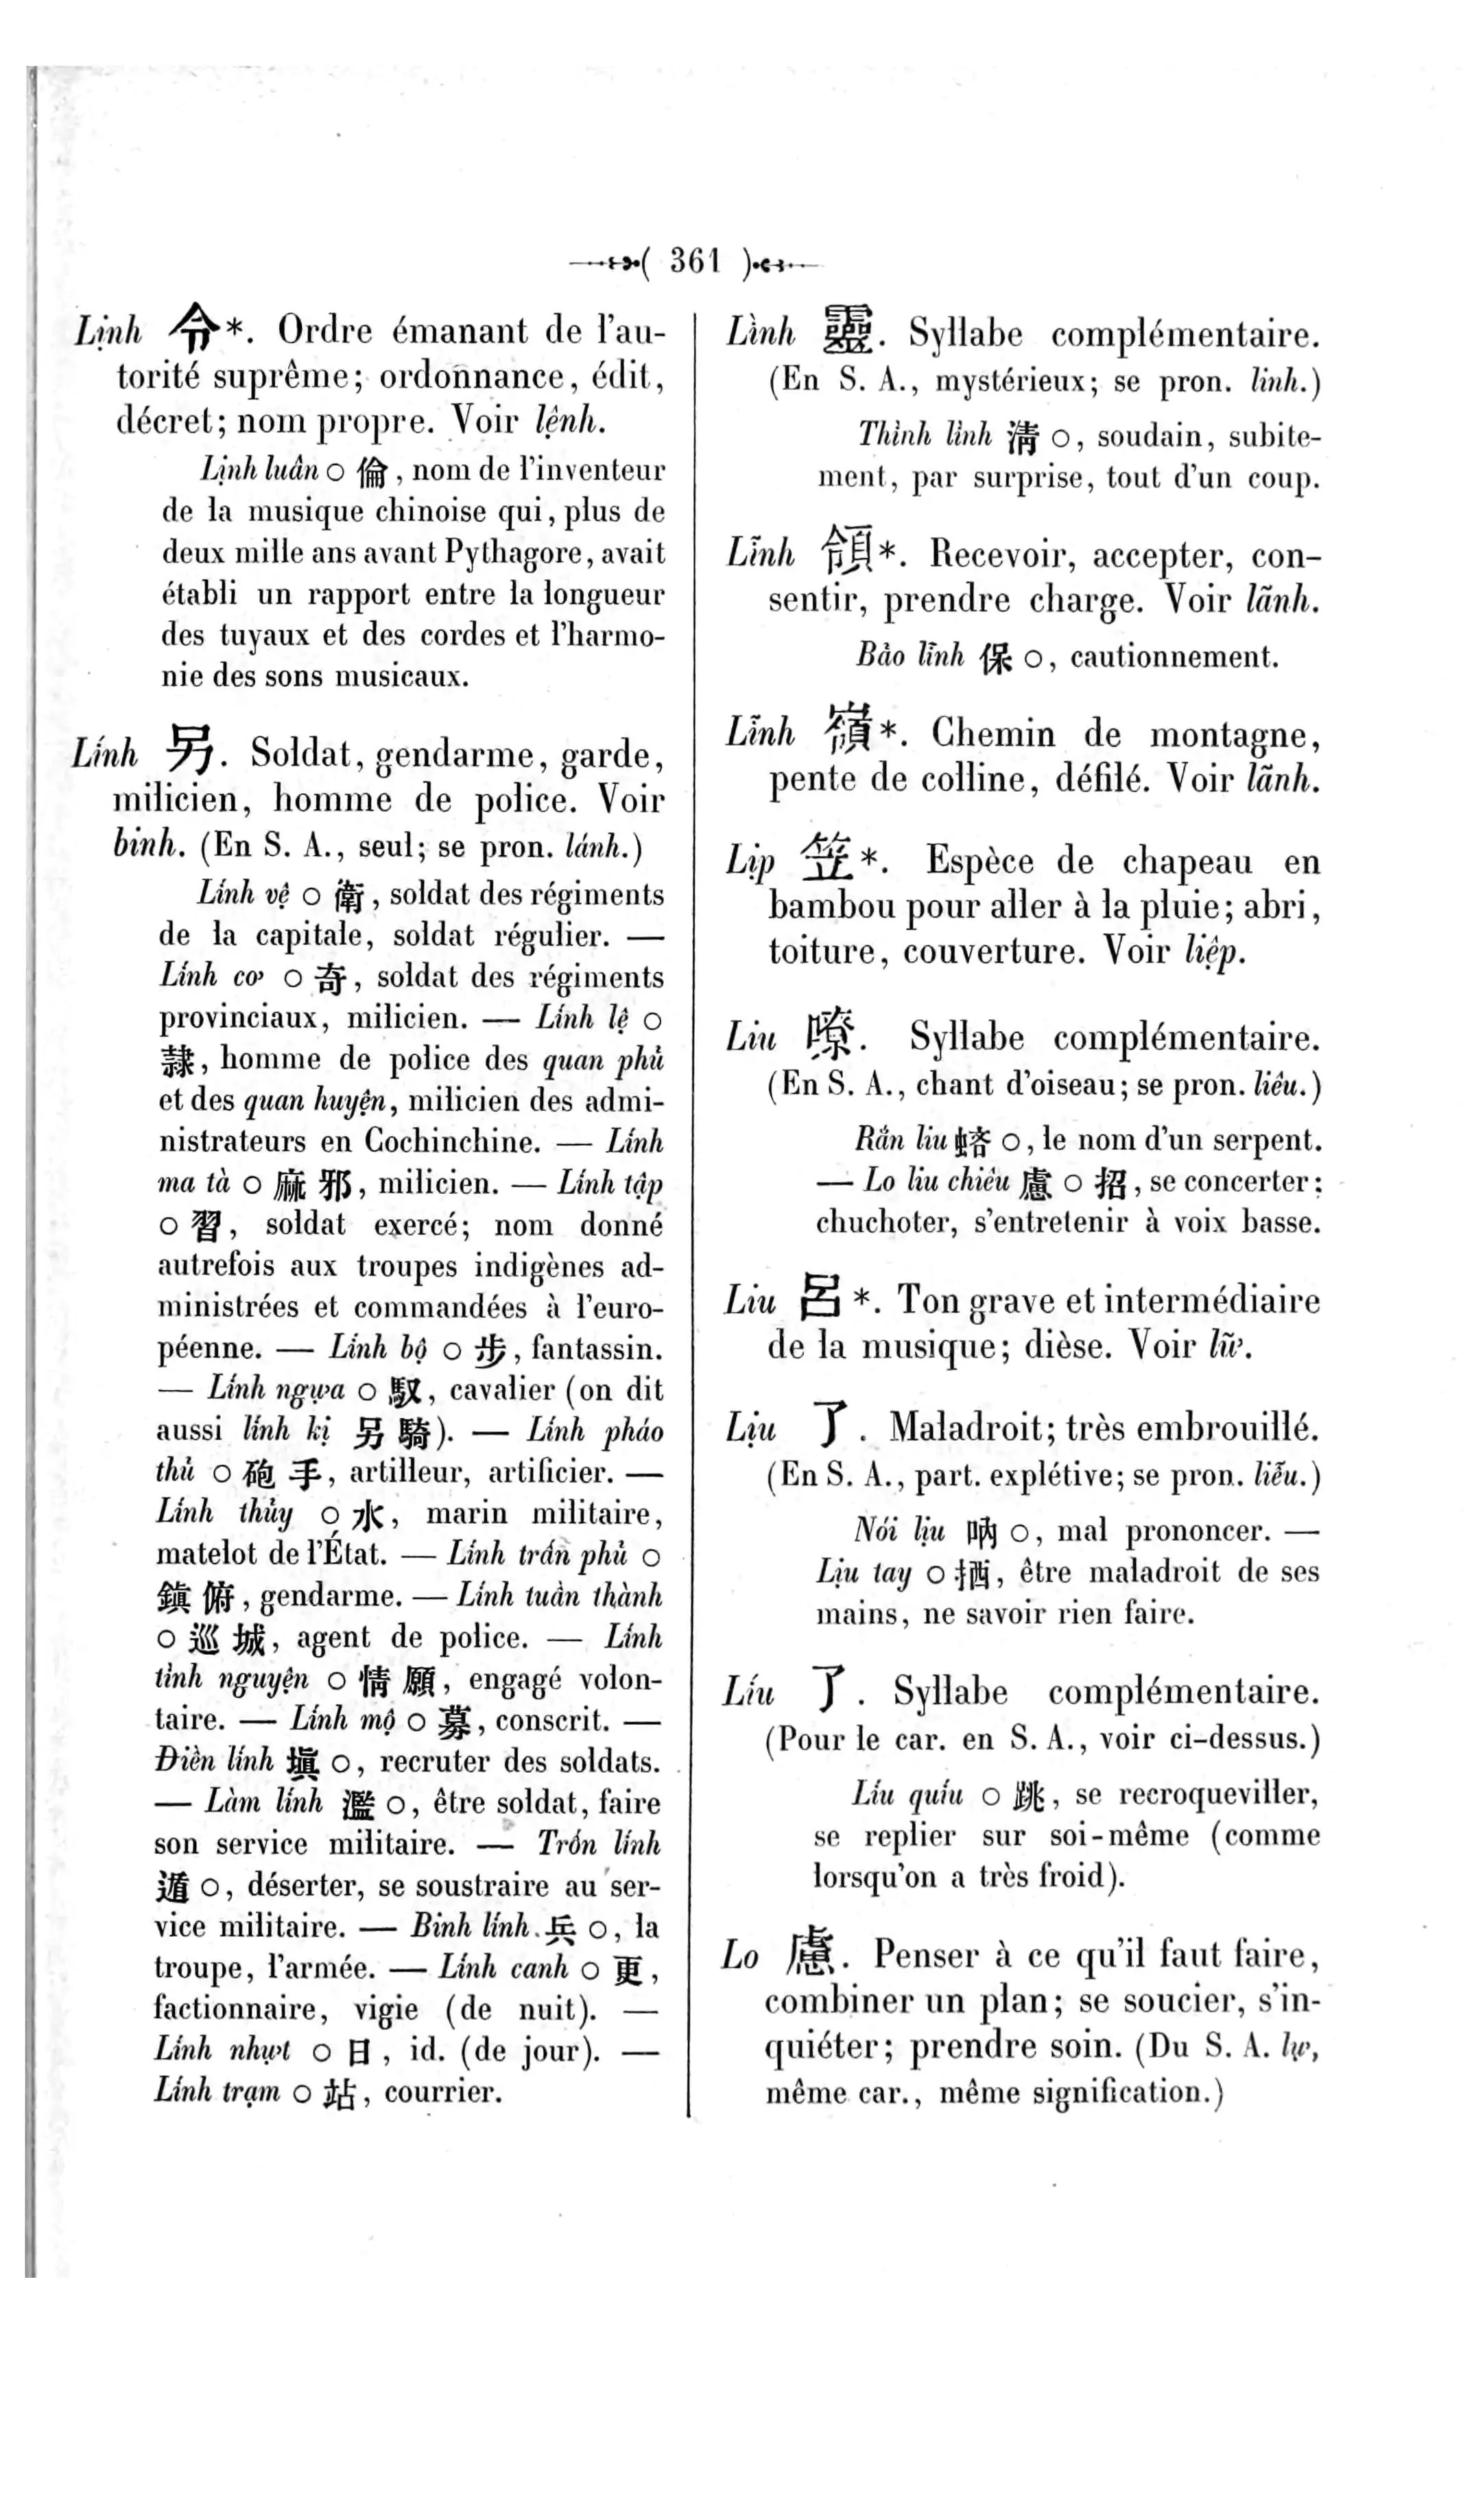 ( 361 )
Lịnh 令*. Ordre émanant de l'au-
torité suprême; ordonnance, édit,
décret; nom propre. Voir lệnh.
Lịnh luân ○ 倫, nom de l'inventeur
de la musique chinoise qui, plus de
deux mille ans avant Pythagore, avait
établi un rapport entre la longueur
des tuyaux et des cordes et l'harmo-
nie des sons musicaux.
Lính 另. Soldat, gendarme, garde,
milicien, homme de police. Voir
binh. (En S. A., seul; se pron. lánh.)
Lính vệ ○ 衛, soldat des régiments
de la capitale, soldat régulier. —
Lính cơ ○ 奇, soldat des régiments
provinciaux, milicien. — Lính lệ ○
隷, homme de police des quan phủ
et des quan huyện, milicien des admi-
nistrateurs en Cochinchine. — Lính
ma tà ○ 麻 邪, milicien. — Lính tập
○ 習, soldat exercé; nom donné
autrefois aux troupes indigènes ad-
ministrées et commandées à l'euro-
péenne. — Lính bộ ○ 步, fantassin.
— Lính ngựa ○ 馭, cavalier (on dit
aussi lính kị 另 騎). — Lính pháo
thủ ○ 砲 手, artilleur, artificier. —
Lính thủy ○ 水, marin militaire,
matelot de l'État. — Lính trấn phủ ○
鎮 俯, gendarme. — Lính tuần thành
○ 巡 城, agent de police. — Lính
tình nguyện ○ 情 願, engagé volon-
taire. — Lính mộ ○ 募, conscrit. —
Điền lính 塡 ○, recruter des soldats.
— Làm lính 濫 ○, être soldat, faire
son service militaire. — Trốn lính
遁 ○, déserter, se soustraire au ser-
vice militaire. — Binh lính 兵 ○, la
troupe, l'armée. — Lính canh ○ 更,
factionnaire, vigie (de nuit). —
Lính nhựt ○ 日, id. (de jour). —
Lính trạm ○ 站, courrier.
Lình 靈. Syllabe complémentaire.
(En S. A., mystérieux; se pron. linh.)
Thình lình 淸 ○, soudain, subite-
ment, par surprise, tout d'un coup.
Lĩnh 領*. Recevoir, accepter, con-
sentir, prendre charge. Voir lãnh.
Bảo lĩnh 保 ○, cautionnement.
Lĩnh 嶺*. Chemin de montagne,
pente de colline, défilé. Voir lãnh.
Lịp 笠*. Espèce de chapeau en
bambou pour aller à la pluie; abri,
toiture, couverture. Voir liệp.
Liu 嘹. Syllabe complémentaire.
(En S. A., chant d'oiseau; se pron. liêu.)
Rắn liu ○, le nom d'un serpent.
— Lo liu chiêu 慮 ○ 招, se concerter;
chuchoter, s'entretenir à voix basse.
Liu 呂*. Ton grave et intermédiaire
de la musique; dièse. Voir lữ.
Lịu 了. Maladroit; très embrouillé.
(En S. A., part. explétive; se pron. liễu.)
Nói lịu 吶 ○, mal prononcer. —
Lịu tay ○, être maladroit de ses
mains, ne savoir rien faire.
Líu 了. Syllabe complémentaire.
(Pour le car. en S. A., voir ci-dessus.)
Líu quíu ○ 跳, se recroqueviller,
se replier sur soi-même (comme
lorsqu'on a très froid).
Lo 慮. Penser à ce qu'il faut faire,
combiner un plan; se soucier, s'in-
quiéter; prendre soin. (Du S. A. lự,
même car., même signification.)